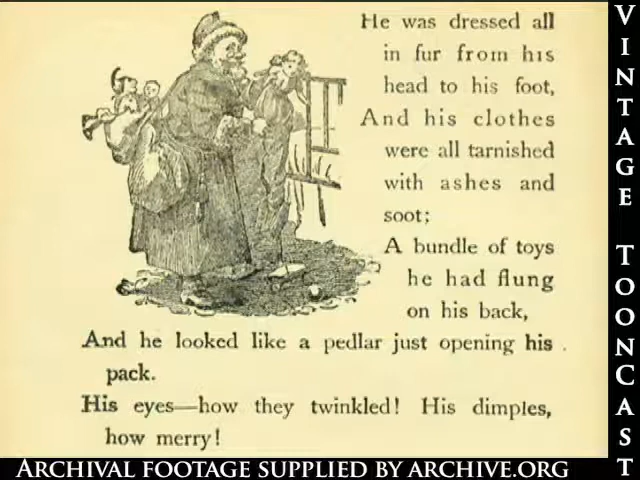 He was dressed all
in fur from his
head to his foot,
And his clothes
were all tarnished
with ashes and
soot;
A bundle of toys
he had flung
on his back,
And he looked like a pedlar just opening his
pack.
His eyes—how they twinkled! His dimples,
how merry!
VINTAGE TOONCAST
ARCHIVAL FOOTAGE SUPPLIED BY ARCHIVE.ORG